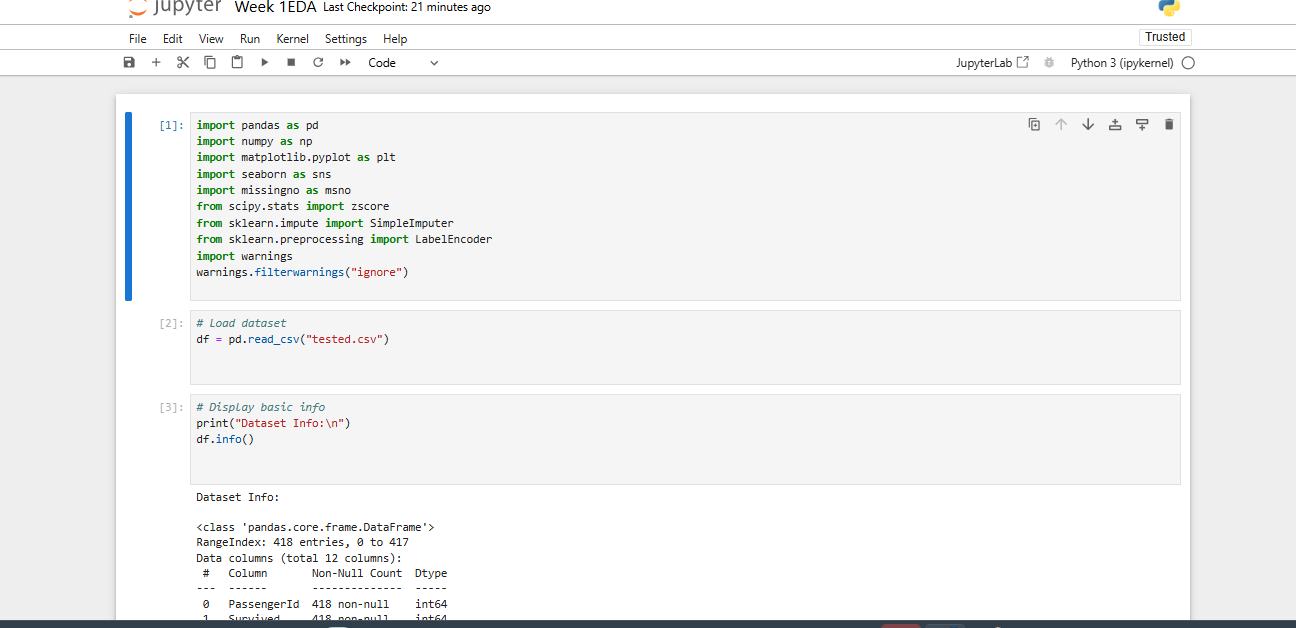 Jupyter Week 1EDA Last Checkpoint: 21 minutes ago
File Edit View Run Kernel Settings Help
Trusted
Code
JupyterLab
Python 3 (ipykernel)
[1]: import pandas as pd
import numpy as np
import matplotlib.pyplot as plt
import seaborn as sns
import missingno as msno
from scipy.stats import zscore
from sklearn.impute import SimpleImputer
from sklearn.preprocessing import LabelEncoder
import warnings
warnings.filterwarnings("ignore")
[2]: # Load dataset
df = pd.read_csv("tested.csv")
[3]: # Display basic info
print("Dataset Info:\n")
df.info()
Dataset Info:
<class 'pandas.core.frame.DataFrame'>
RangeIndex: 418 entries, 0 to 417
Data columns (total 12 columns):
# Column Non-Null Count Dtype
--- ------ -------------- -----
0 PassengerId 418 non-null int64
1 Survived 418 non-null int64